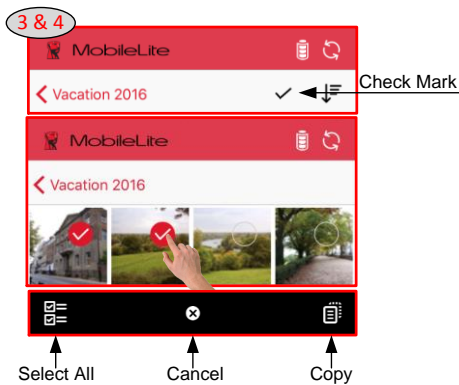 3 & 4
MobileLite
Vacation 2016
Check Mark
MobileLite
Vacation 2016
Select All
Cancel
Copy